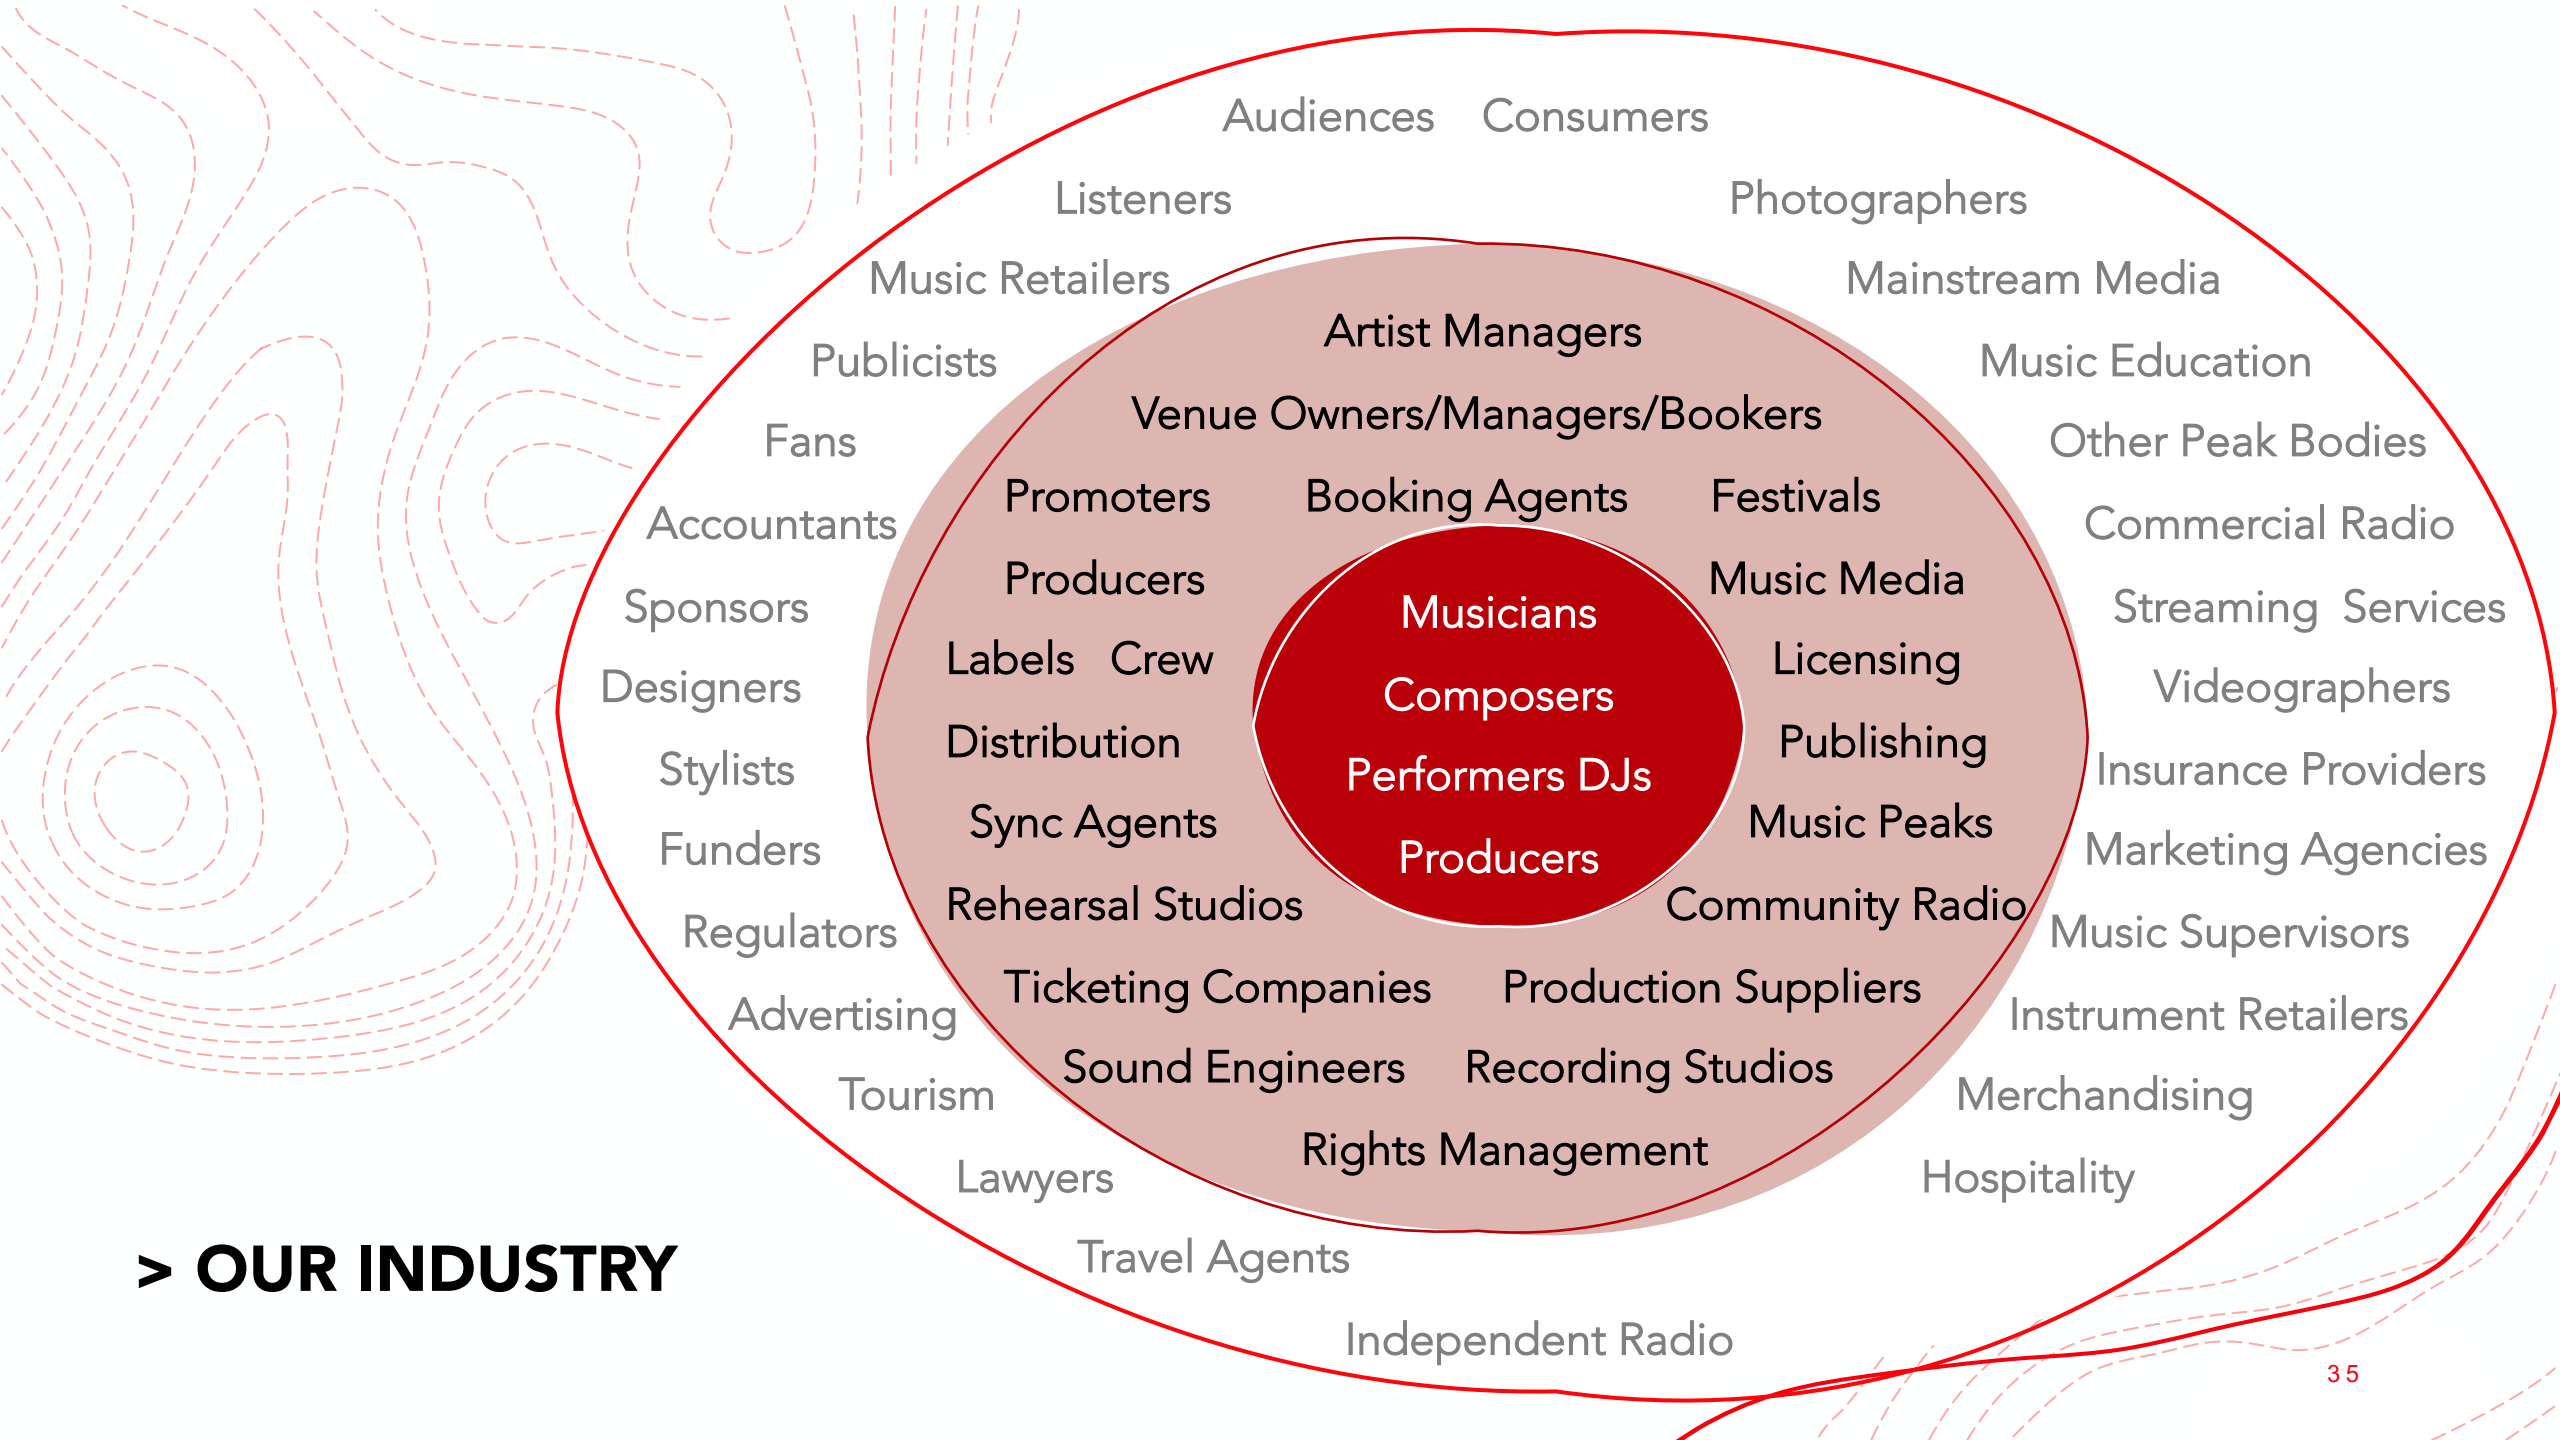 Audiences Consumers
Listeners Photographers
Music Retailers Mainstream Media
Artist Managers
Publicists Music Education
Venue Owners/Managers/Bookers
Fans Other Peak Bodies
Promoters Booking Agents Festivals
Accountants Commercial Radio
Producers Music Media
Sponsors Musicians Streaming Services
Labels Crew Licensing
Designers Composers Videographers
Distribution Publishing
Stylists Performers DJs Insurance Providers
Sync Agents Music Peaks
Funders Producers Marketing Agencies
Rehearsal Studios Community Radio
Regulators Music Supervisors
Ticketing Companies Production Suppliers
Advertising Instrument Retailers
Sound Engineers Recording Studios
Tourism Merchandising
Rights Management
Lawyers Hospitality
Travel Agents
> OUR INDUSTRY
Independent Radio
35